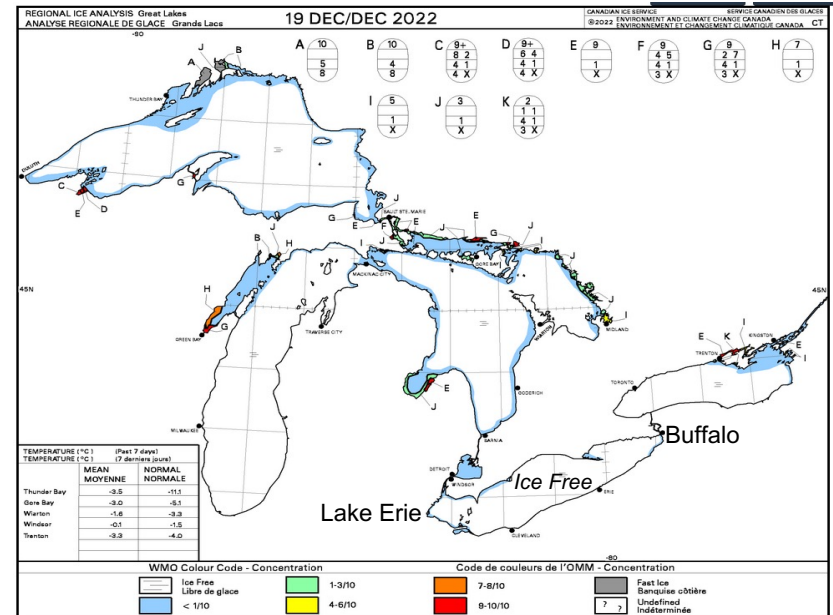 REGIONAL ICE ANALYSIS Great Lakes
ANALYSE REGIONALE DE GLACE Grands Lacs
19 DEC/DEC 2022
CANADIAN ICE SERVICE
SERVICE CANADIEN DES GLACES
©2022 ENVIRONMENT AND CLIMATE CHANGE CANADA
ENVIRONNEMENT ET CHANGEMENT CLIMATIQUE CANADA
CT
-80
A
10
5
8
B
10
4
8
C
9+
8 2
4 1
4 X
D
9+
6 4
4 1
4 X
E
9
1
X
F
9
4 5
4 1
3 X
G
9
2 7
4 1
3 X
H
7
1
X
I
5
1
X
J
3
1
X
K
2
1 1
4 1
3 X
J
B
A
THUNDER BAY
DULUTH
C
E
D
G
G
J
SAULT STE-MARIE
E
F
E
J
J
E
G
J
I
J
GORE BAY
J
B
H
J
I
MACKINAC CITY
45N
45N
H
G
GREEN BAY
TRAVERSE CITY
WIARTON
J
I
MIDLAND
E
K
I
KINGSTON
TRENTON
E
I
TORONTO
E
J
GODERICH
MILWAUKEE
SARNIA
Buffalo
DETROIT
WINDSOR
Ice Free
ERIE
Lake Erie
CLEVELAND
-80
TEMPERATURE (°C) (Past 7 days)
TEMPERATURE (°C) (7 derniers jours)
MEAN NORMAL
MOYENNE NORMALE
Thunder Bay -3.5 -11.1
Gore Bay -3.0 -5.1
Wiarton -1.6 -3.3
Windsor -0.1 -1.5
Trenton -3.3 -4.0
WMO Colour Code - Concentration
Code de couleurs de l'OMM - Concentration
Ice Free
Libre de glace
< 1/10
1-3/10
4-6/10
7-8/10
9-10/10
Fast Ice
Banquise côtière
? ?
Undefined
Indéterminée